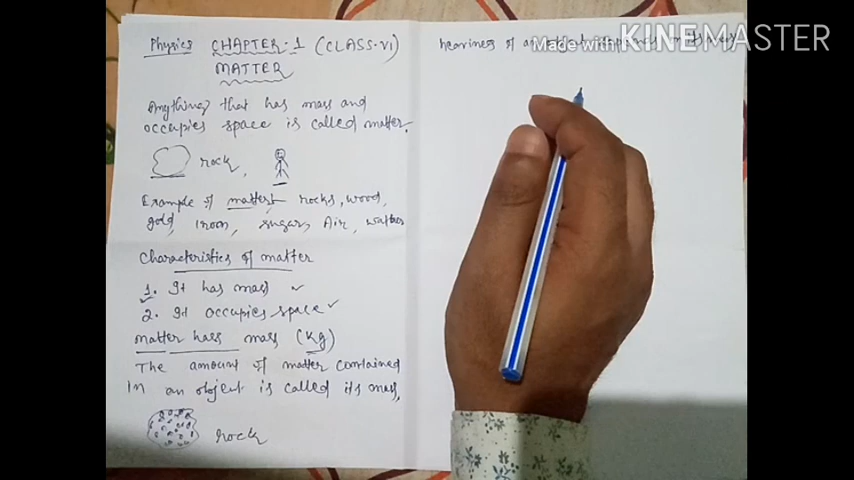 Physics CHAPTER-1 (CLASS-VI)
MATTER
Anything that has mass and
occupies space is called matter.
rock,
Example of matter rocks, wood,
gold, Iron, sugar, Air, water
Characteristics of matter
1. It has mass
2. It occupies space
matter hass mass (Kg)
The amount of matter contained
In an object is called its mass.
rock
heaviness of an object
Made with KINEMASTER